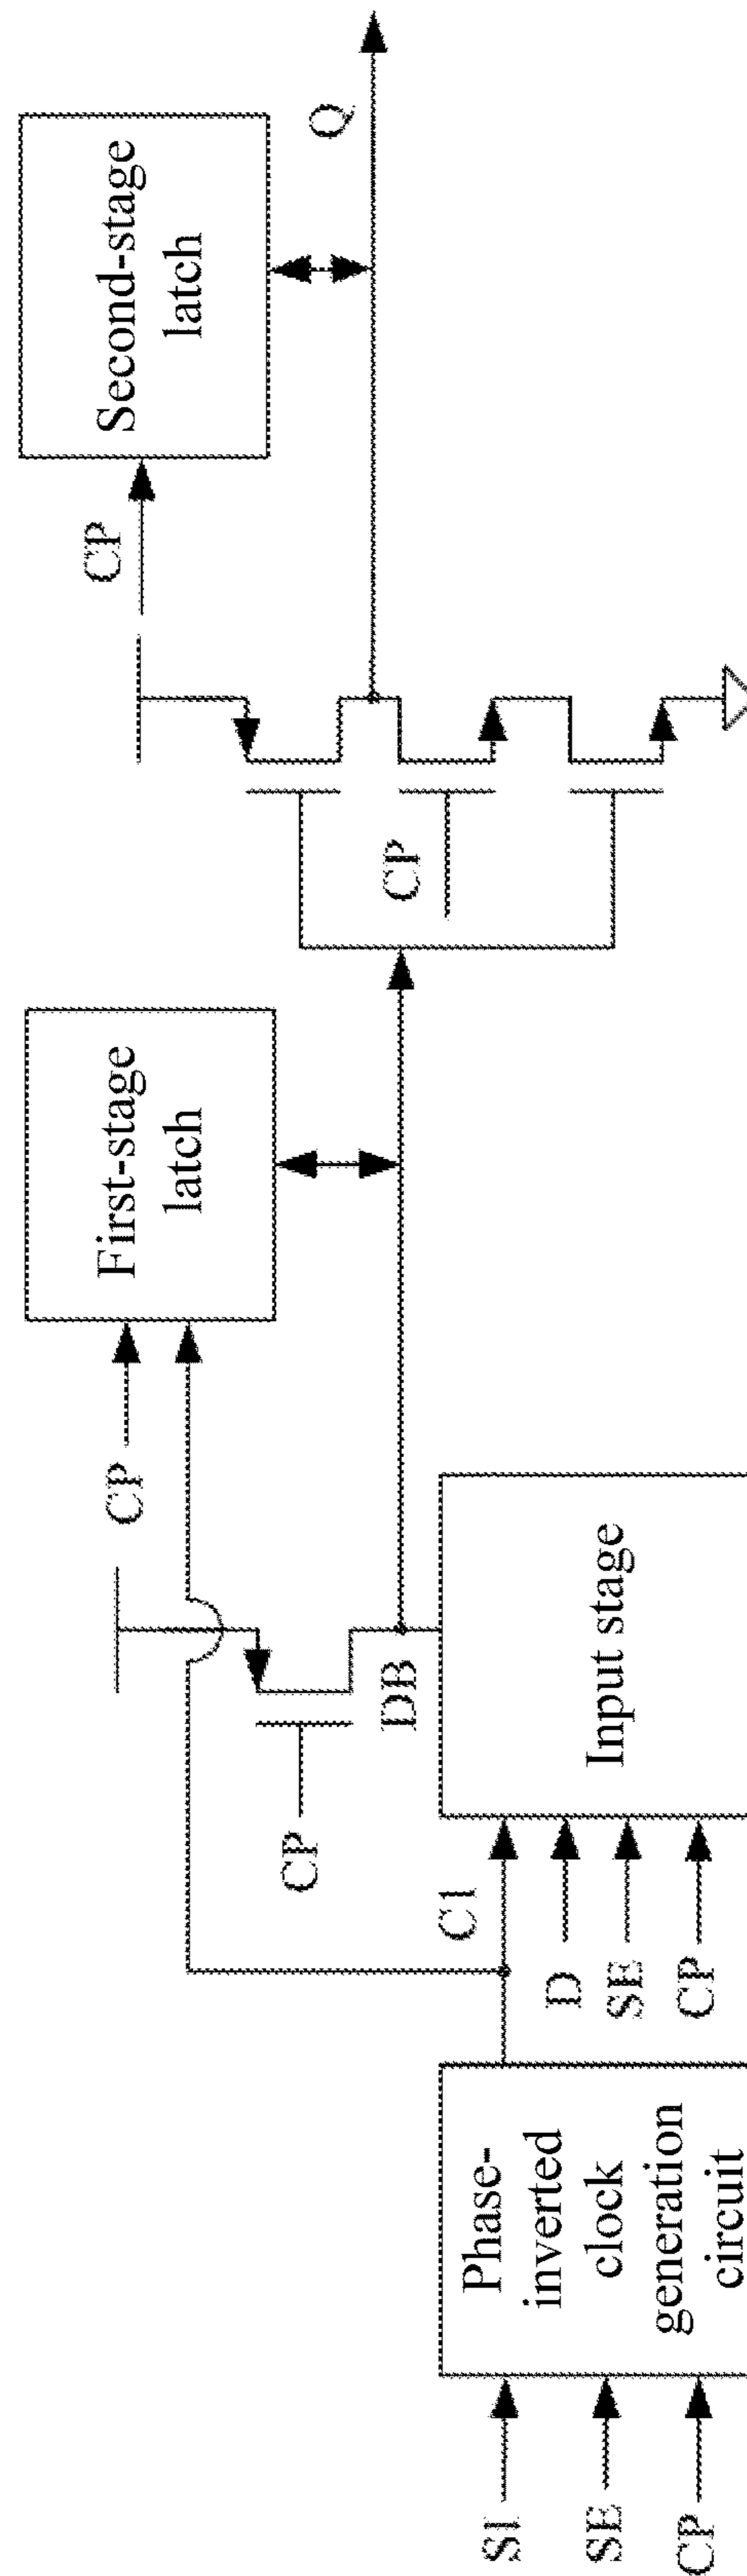 SI
SE
CP
Phase-
inverted
clock
generation
circuit
C1
D
SE
CP
Input stage
CP
DB
CP
First-stage
latch
CP
CP
Second-stage
latch
Q